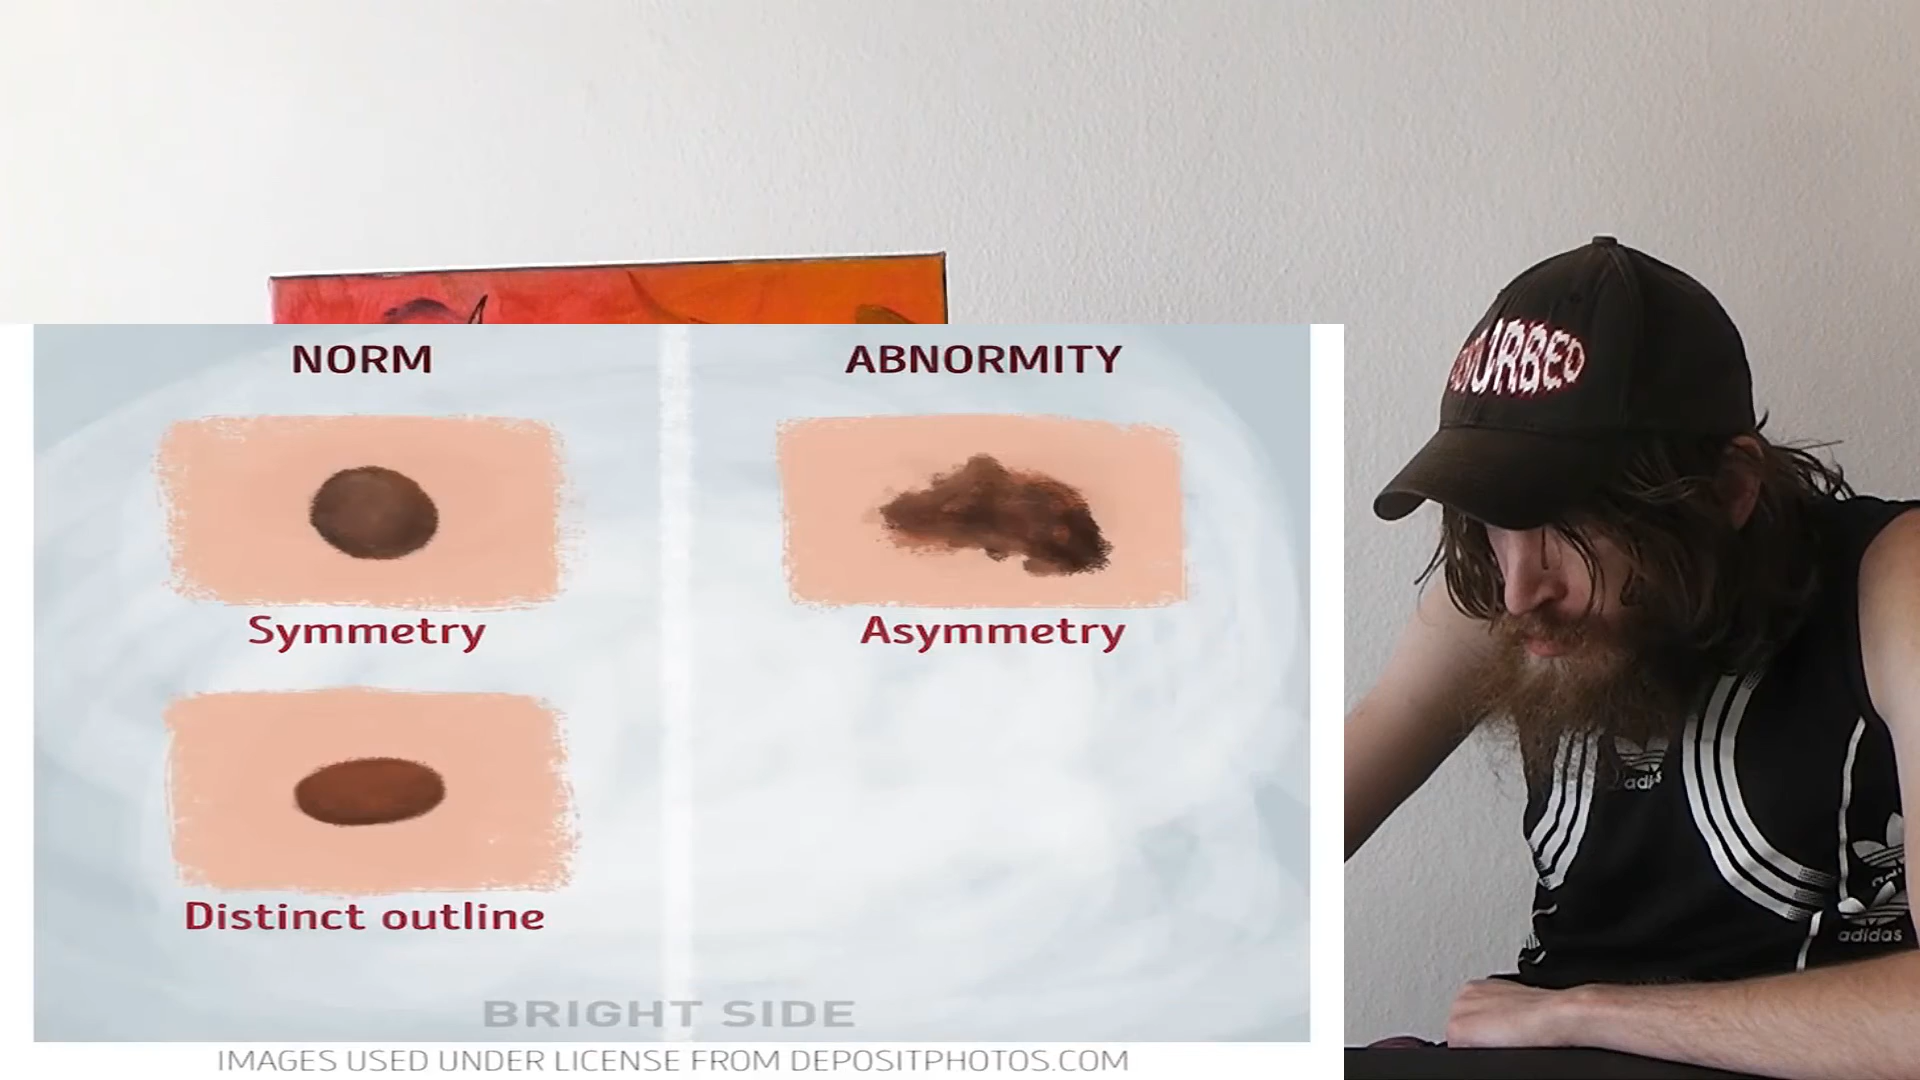 NORM
ABNORMITY
Symmetry
Asymmetry
Distinct outline
BRIGHT SIDE
IMAGES USED UNDER LICENSE FROM DEPOSITPHOTOS.COM
adidas